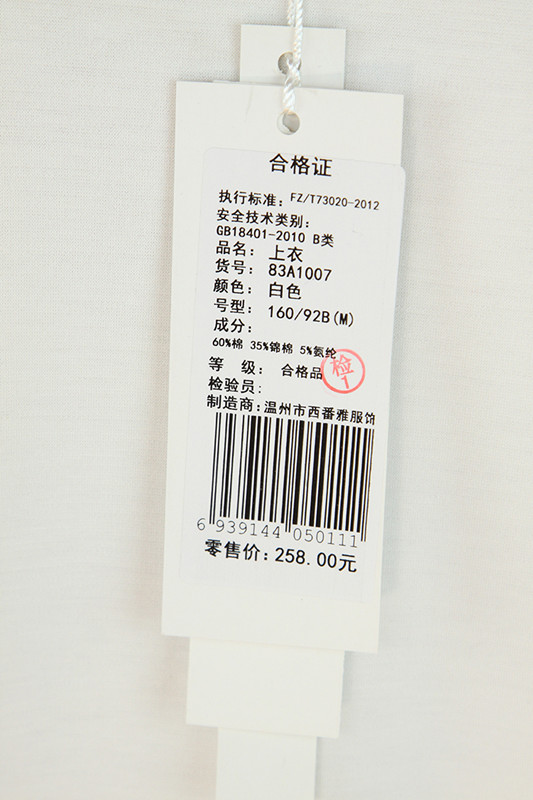 合格证
执行标准: FZ/T73020-2012
安全技术类别:
GB18401-2010 B类
品名: 上衣
货号: 83A1007
颜色: 白色
号型: 160/92B(M)
成分:
60%棉 35%锦棉 5%氨纶
等 级: 合格品
检1
检验员:
制造商:温州市西番雅服饰
6 939144 050111
零售价:258.00元